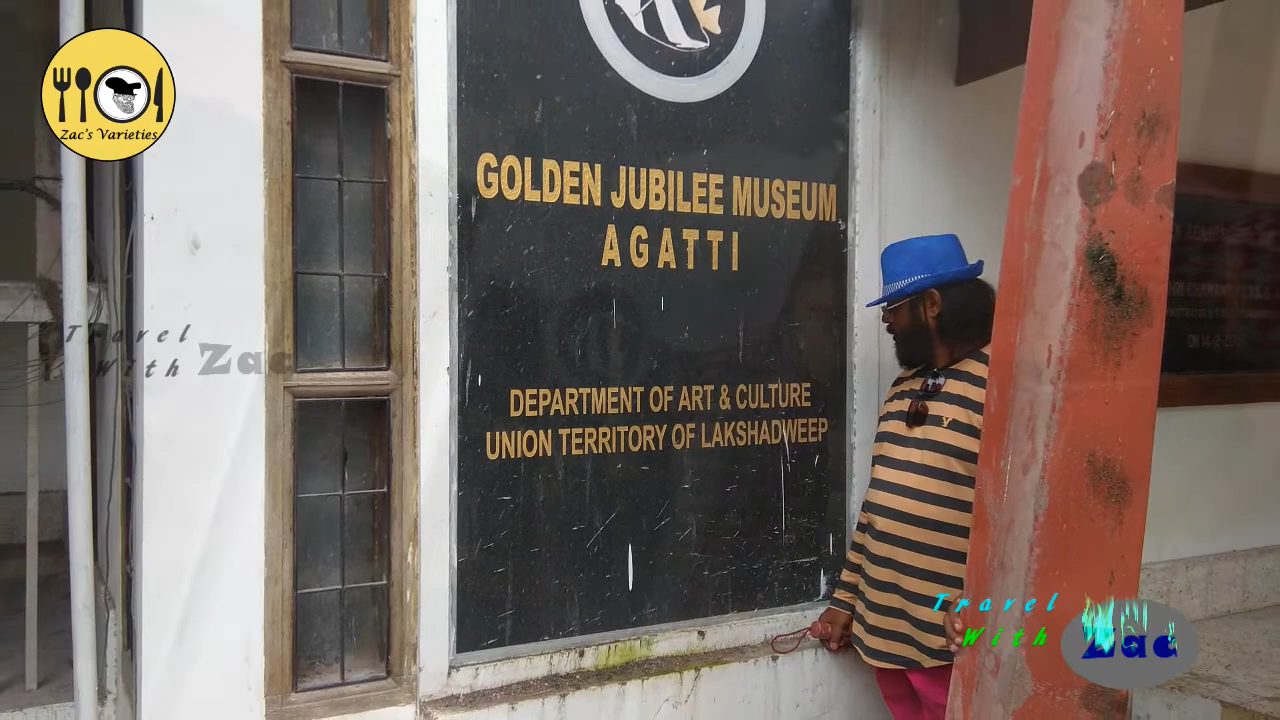 Zac's Varieties
GOLDEN JUBILEE MUSEUM
AGATTI
Travel
With Zac
DEPARTMENT OF ART & CULTURE
UNION TERRITORY OF LAKSHADWEEP
Travel
With Zac